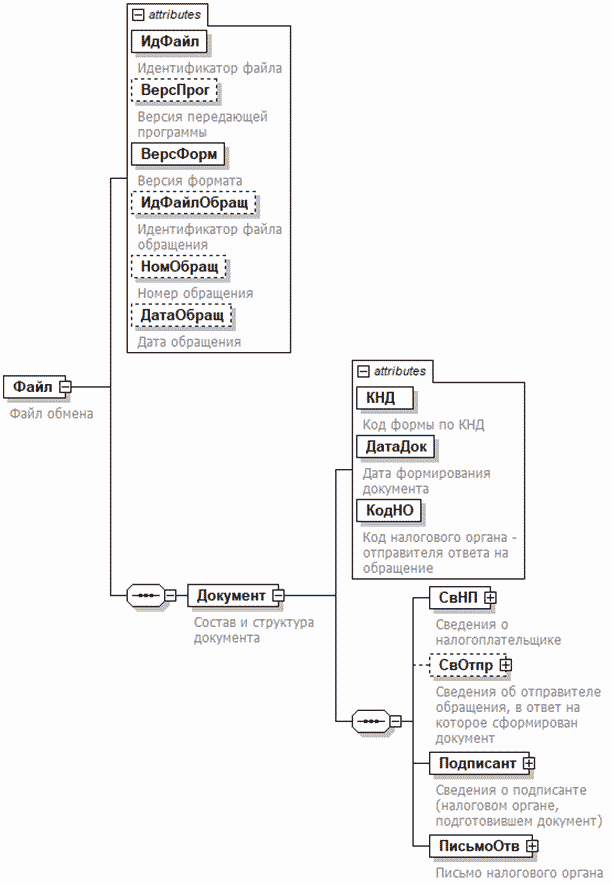 attributes
ИдФайл
Идентификатор файла
ВерсПрог
Версия передающей
программы
ВерсФорм
Версия формата
ИдФайлОбращ
Идентификатор файла
обращения
НомОбращ
Номер обращения
ДатаОбращ
Дата обращения
Файл
Файл обмена
attributes
КНД
Код формы по КНД
ДатаДок
Дата формирования
документа
КодНО
Код налогового органа -
отправителя ответа на
обращение
Документ
Состав и структура
документа
СвНП
Сведения о
налогоплательщике
СвОтпр
Сведения об отправителе
обращения, в ответ на
которое сформирован
документ
Подписант
Сведения о подписанте
(налоговом органе,
подготовившем документ)
ПисьмоОтв
Письмо налогового органа